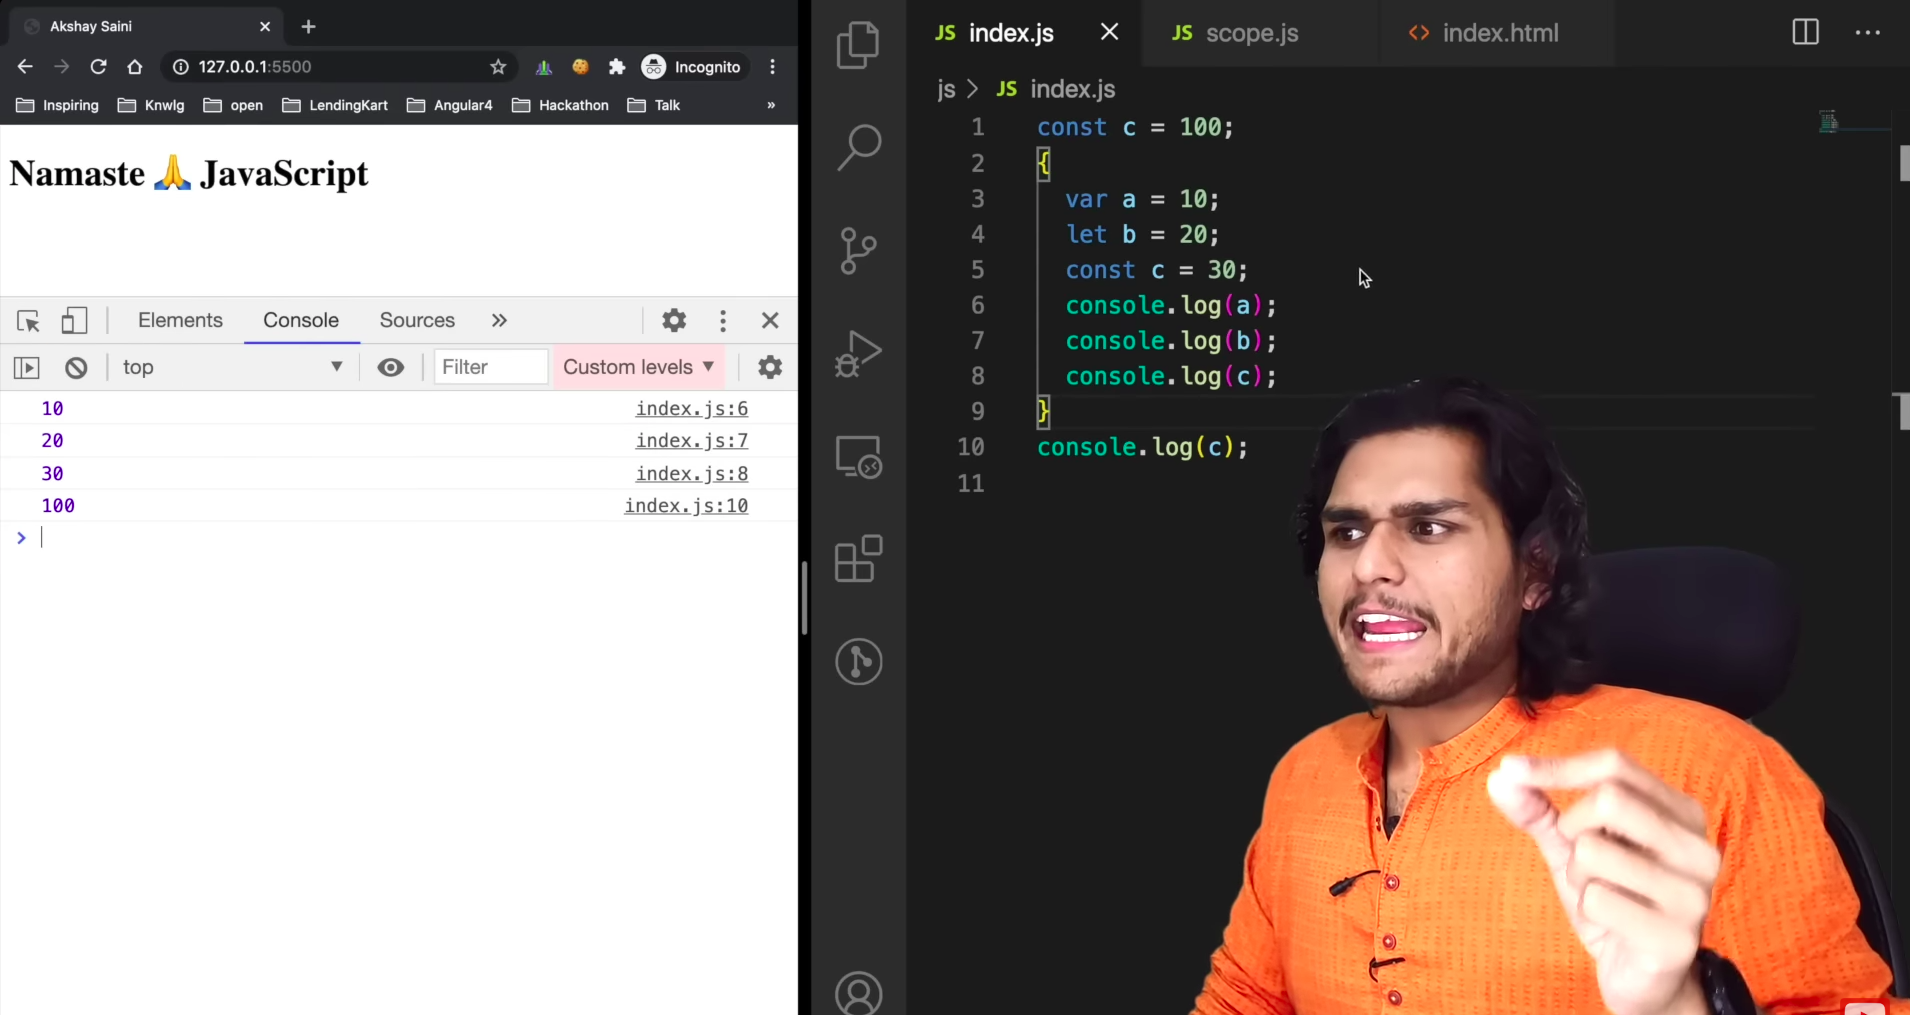 Akshay Saini
127.0.0.1:5500
Incognito
Inspiring Knwlg open LendingKart Angular4 Hackathon Talk »
Namaste 🙏 JavaScript
Elements Console Sources »
top Filter Custom levels
10 index.js:6
20 index.js:7
30 index.js:8
100 index.js:10
>
JS index.js JS scope.js <> index.html
js > JS index.js
1 const c = 100;
2 {
3 var a = 10;
4 let b = 20;
5 const c = 30;
6 console.log(a);
7 console.log(b);
8 console.log(c);
9 }
10 console.log(c);
11